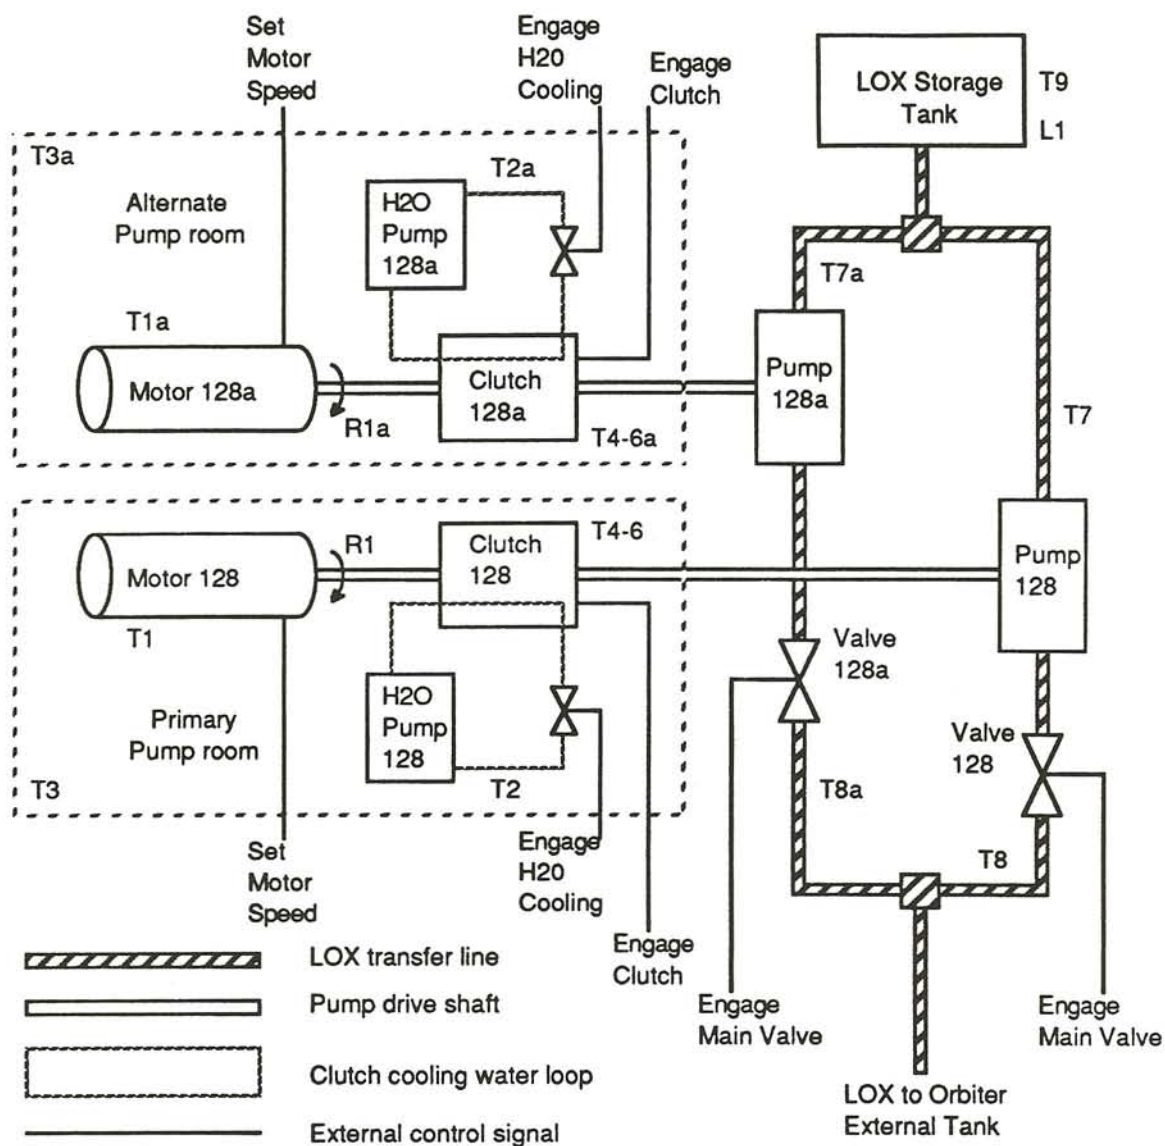 Set
Motor
Speed
Engage
H20
Cooling
Engage
Clutch
LOX Storage
Tank
T9
L1
T3a
Alternate
Pump room
H2O
Pump
128a
T2a
T7a
T1a
Motor 128a
R1a
Clutch
128a
T4-6a
Pump
128a
T7
Motor 128
T1
R1
Clutch
128
T4-6
Pump
128
Primary
Pump room
H2O
Pump
128
T2
T3
Valve
128a
Valve
128
T8a
T8
Set
Motor
Speed
Engage
H20
Cooling
Engage
Clutch
Engage
Main Valve
Engage
Main Valve
LOX to Orbiter
External Tank
LOX transfer line
Pump drive shaft
Clutch cooling water loop
External control signal